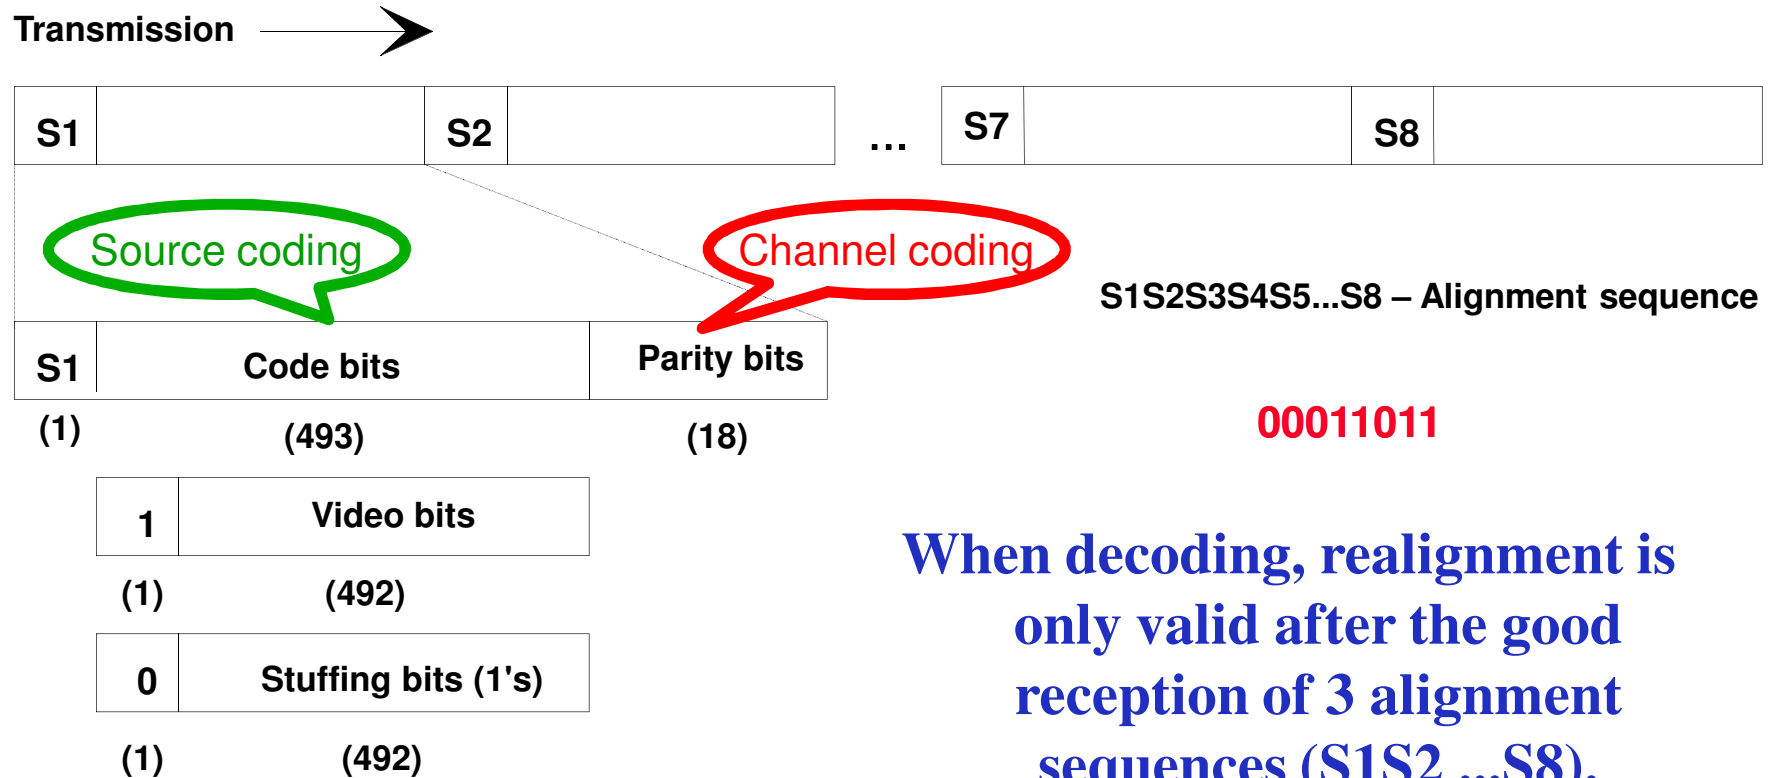 Transmission
S1 S2 ... S7 S8
Source coding
Channel coding
S1S2S3S4S5...S8 – Alignment sequence
S1 Code bits Parity bits
(1) (493) (18)
00011011
1 Video bits
(1) (492)
0 Stuffing bits (1's)
(1) (492)
When decoding, realignment is
only valid after the good
reception of 3 alignment
sequences (S1S2 ...S8).